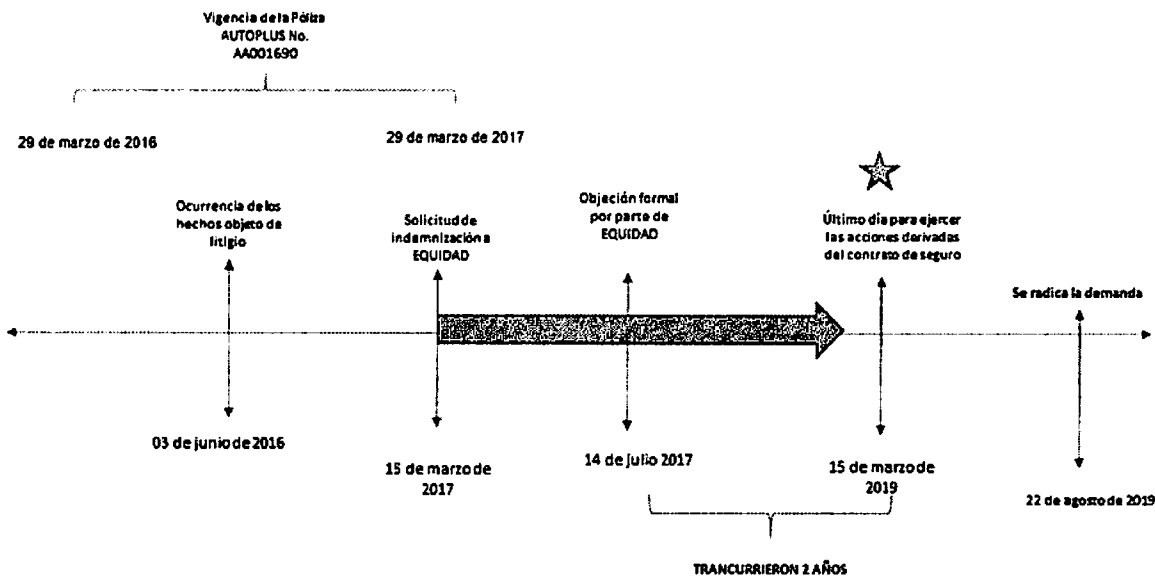 Vigencia de la Póliza
AUTOPLUS No.
AA001690
29 de marzo de 2016
29 de marzo de 2017
Ocurrencia de los
hechos objeto de
litigio
Solicitud de
indemnización a
EQUIDAD
Objeción formal
por parte de
EQUIDAD
Último día para ejercer
las acciones derivadas
del contrato de seguro
Se radica la demanda
03 de junio de 2016
15 de marzo de
2017
14 de julio 2017
15 de marzo de
2019
22 de agosto de 2019
TRANCURRIERON 2 AÑOS